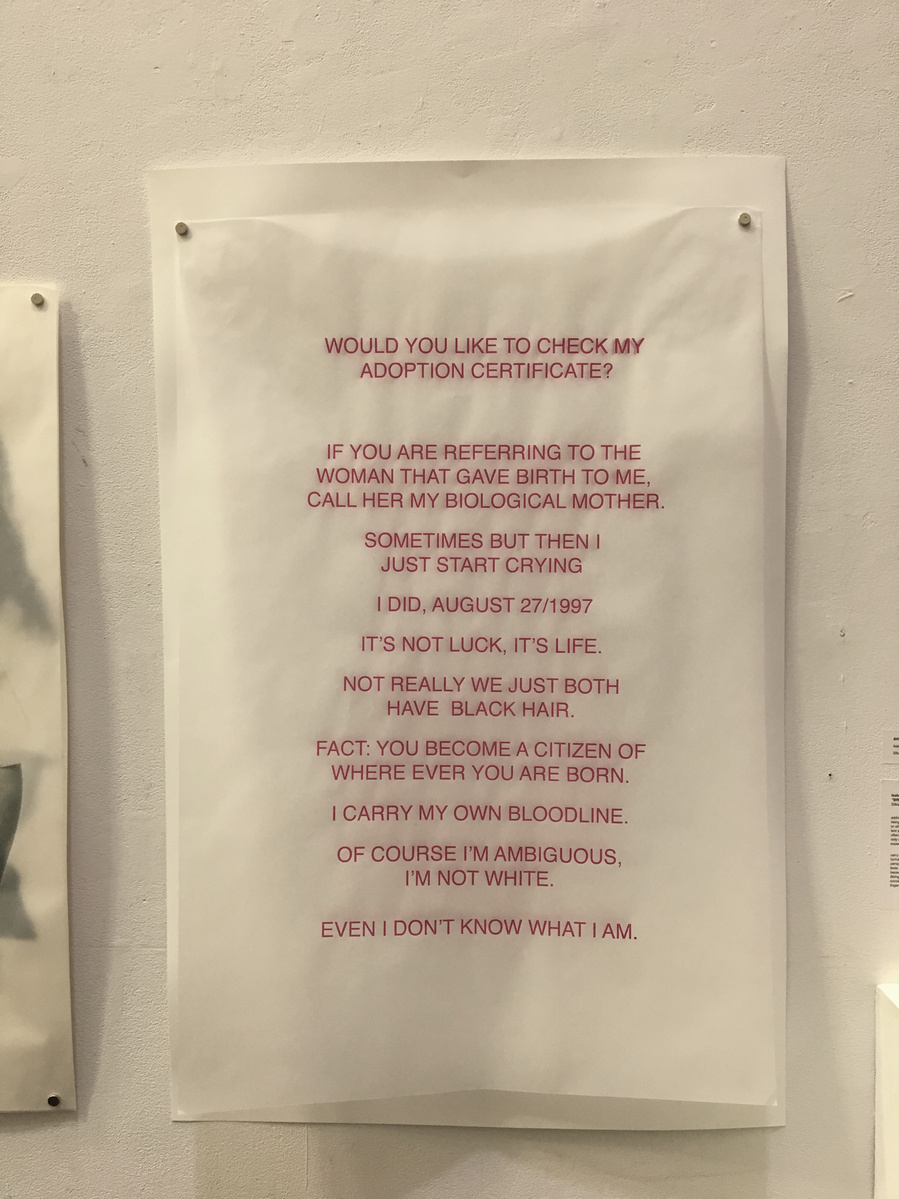 WOULD YOU LIKE TO CHECK MY
ADOPTION CERTIFICATE?
IF YOU ARE REFERRING TO THE
WOMAN THAT GAVE BIRTH TO ME,
CALL HER MY BIOLOGICAL MOTHER.
SOMETIMES BUT THEN I
JUST START CRYING
I DID, AUGUST 27/1997
IT'S NOT LUCK, IT'S LIFE.
NOT REALLY WE JUST BOTH
HAVE  BLACK HAIR.
FACT: YOU BECOME A CITIZEN OF
WHERE EVER YOU ARE BORN.
I CARRY MY OWN BLOODLINE.
OF COURSE I'M AMBIGUOUS,
I'M NOT WHITE.
EVEN I DON'T KNOW WHAT I AM.